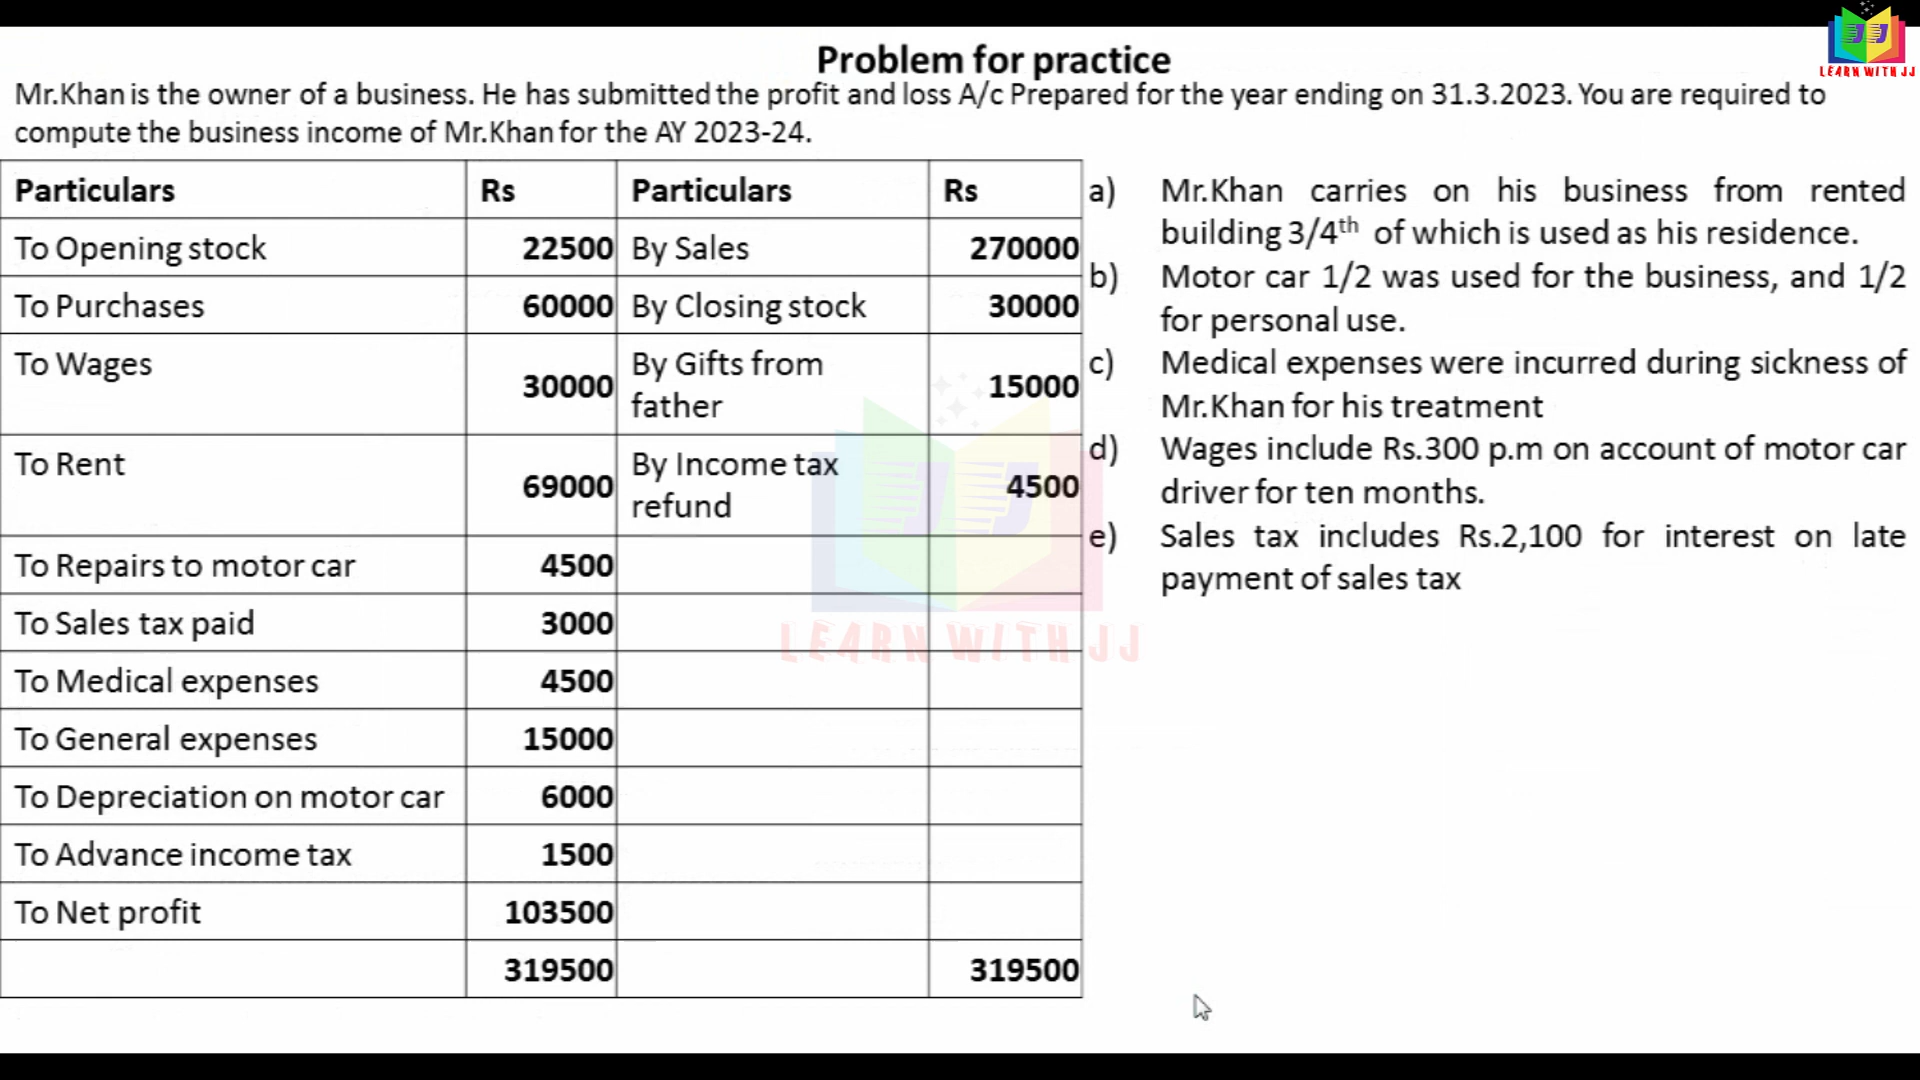 Problem for practice
Mr.Khan is the owner of a business. He has submitted the profit and loss A/c Prepared for the year ending on 31.3.2023. You are required to
compute the business income of Mr.Khan for the AY 2023-24.
Particulars Rs Particulars Rs
To Opening stock 22500 By Sales 270000
To Purchases 60000 By Closing stock 30000
To Wages 30000 By Gifts from
father 15000
To Rent 69000 By Income tax
refund 4500
To Repairs to motor car 4500
To Sales tax paid 3000
To Medical expenses 4500
To General expenses 15000
To Depreciation on motor car 6000
To Advance income tax 1500
To Net profit 103500
319500 319500
a) Mr.Khan carries on his business from rented
building 3/4th of which is used as his residence.
b) Motor car 1/2 was used for the business, and 1/2
for personal use.
c) Medical expenses were incurred during sickness of
Mr.Khan for his treatment
d) Wages include Rs.300 p.m on account of motor car
driver for ten months.
e) Sales tax includes Rs.2,100 for interest on late
payment of sales tax
JJ
LEARN WITH JJ
JJ
LEARN WITH JJ